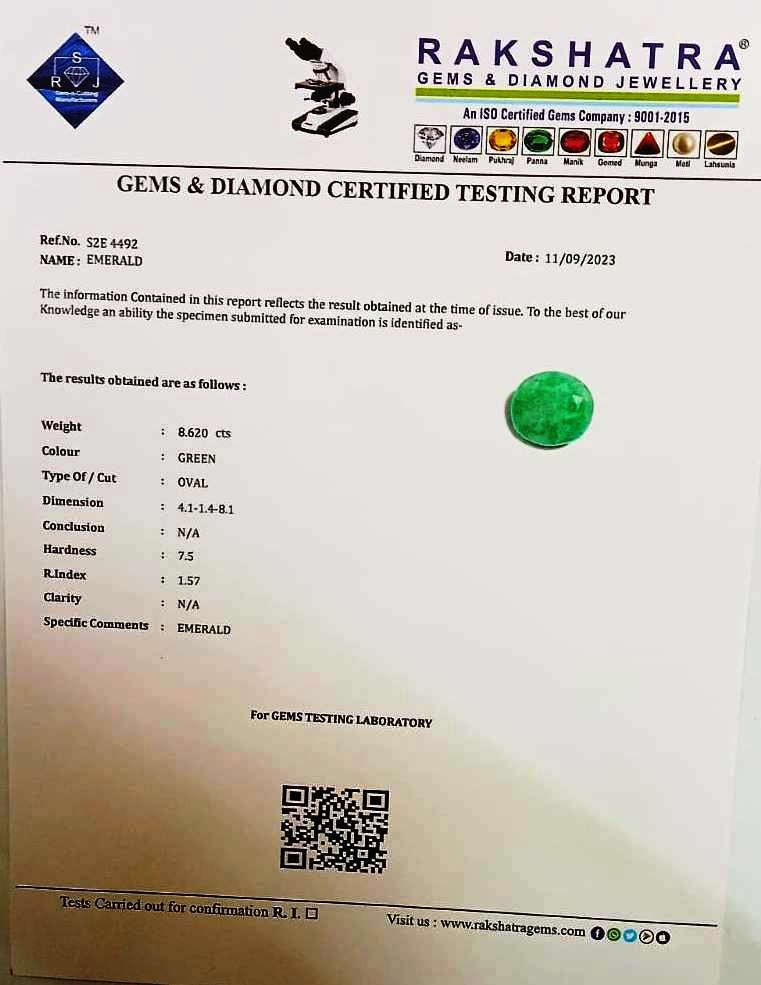 TM
S
R J
Gem-s-Cutting
Manufacturers
RAKSHATRA®
GEMS & DIAMOND JEWELLERY
An ISO Certified Gems Company : 9001-2015
Diamond Neelam Pukhraj Panna Manik Gomed Munga Moti Lahsunia
GEMS & DIAMOND CERTIFIED TESTING REPORT
Ref.No. S2E 4492
NAME : EMERALD
Date : 11/09/2023
The information Contained in this report reflects the result obtained at the time of issue. To the best of our
Knowledge an ability the specimen submitted for examination is identified as-
The results obtained are as follows :
Weight : 8.620 cts
Colour : GREEN
Type Of / Cut : OVAL
Dimension : 4.1-1.4-8.1
Conclusion : N/A
Hardness : 7.5
R.Index : 1.57
Clarity : N/A
Specific Comments : EMERALD
For GEMS TESTING LABORATORY
Tests Carried out for confirmation R. I. ☐
Visit us : www.rakshatragems.com